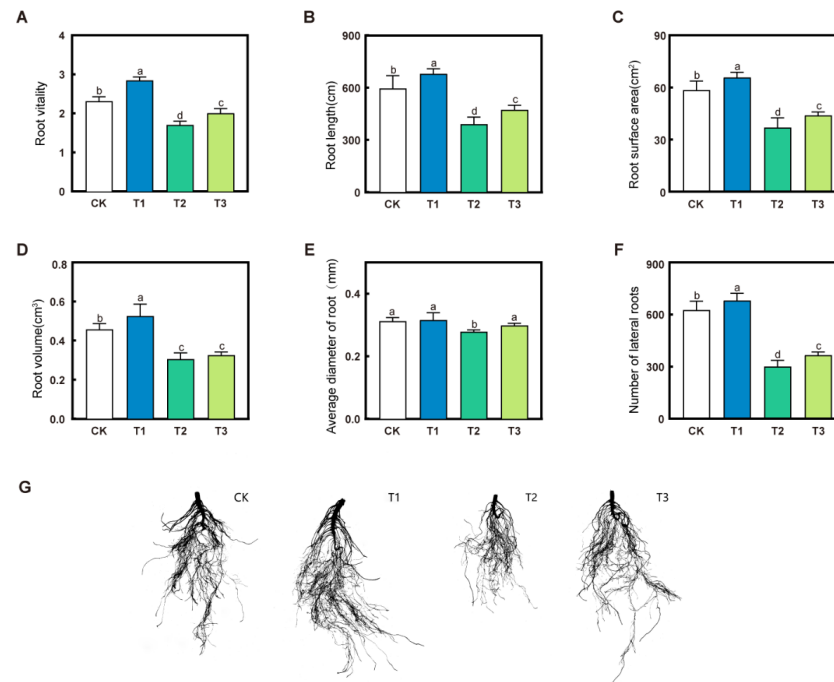 A
Root vitality
4
3
2
1
0
b
a
d
c
CK T1 T2 T3
B
Root length(cm)
900
600
300
0
b
a
d
c
CK T1 T2 T3
C
Root surface area(cm²)
90
60
30
0
b
a
d
c
CK T1 T2 T3
D
Root volume(cm³)
0.8
0.6
0.4
0.2
0.0
b
a
c
c
CK T1 T2 T3
E
Average diameter of root (mm)
0.4
0.2
0.0
a
a
b
a
CK T1 T2 T3
F
Number of lateral roots
900
600
300
0
b
a
d
c
CK T1 T2 T3
G
CK T1 T2 T3